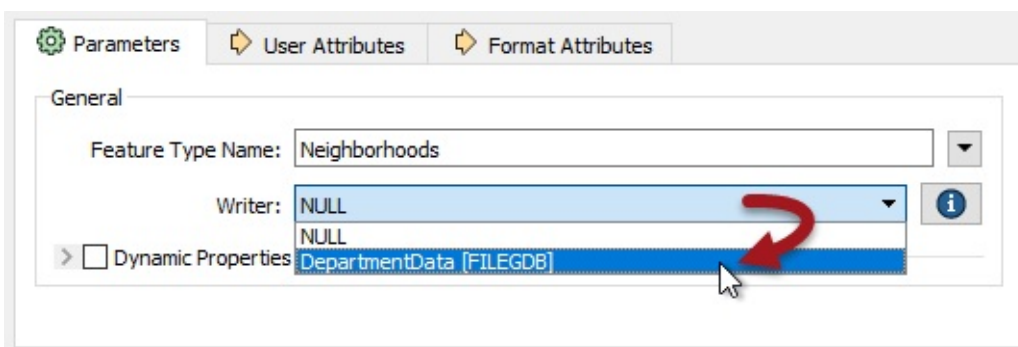 Parameters User Attributes Format Attributes
General
Feature Type Name: Neighborhoods
Writer: NULL
NULL
Dynamic Properties DepartmentData [FILEGDB]